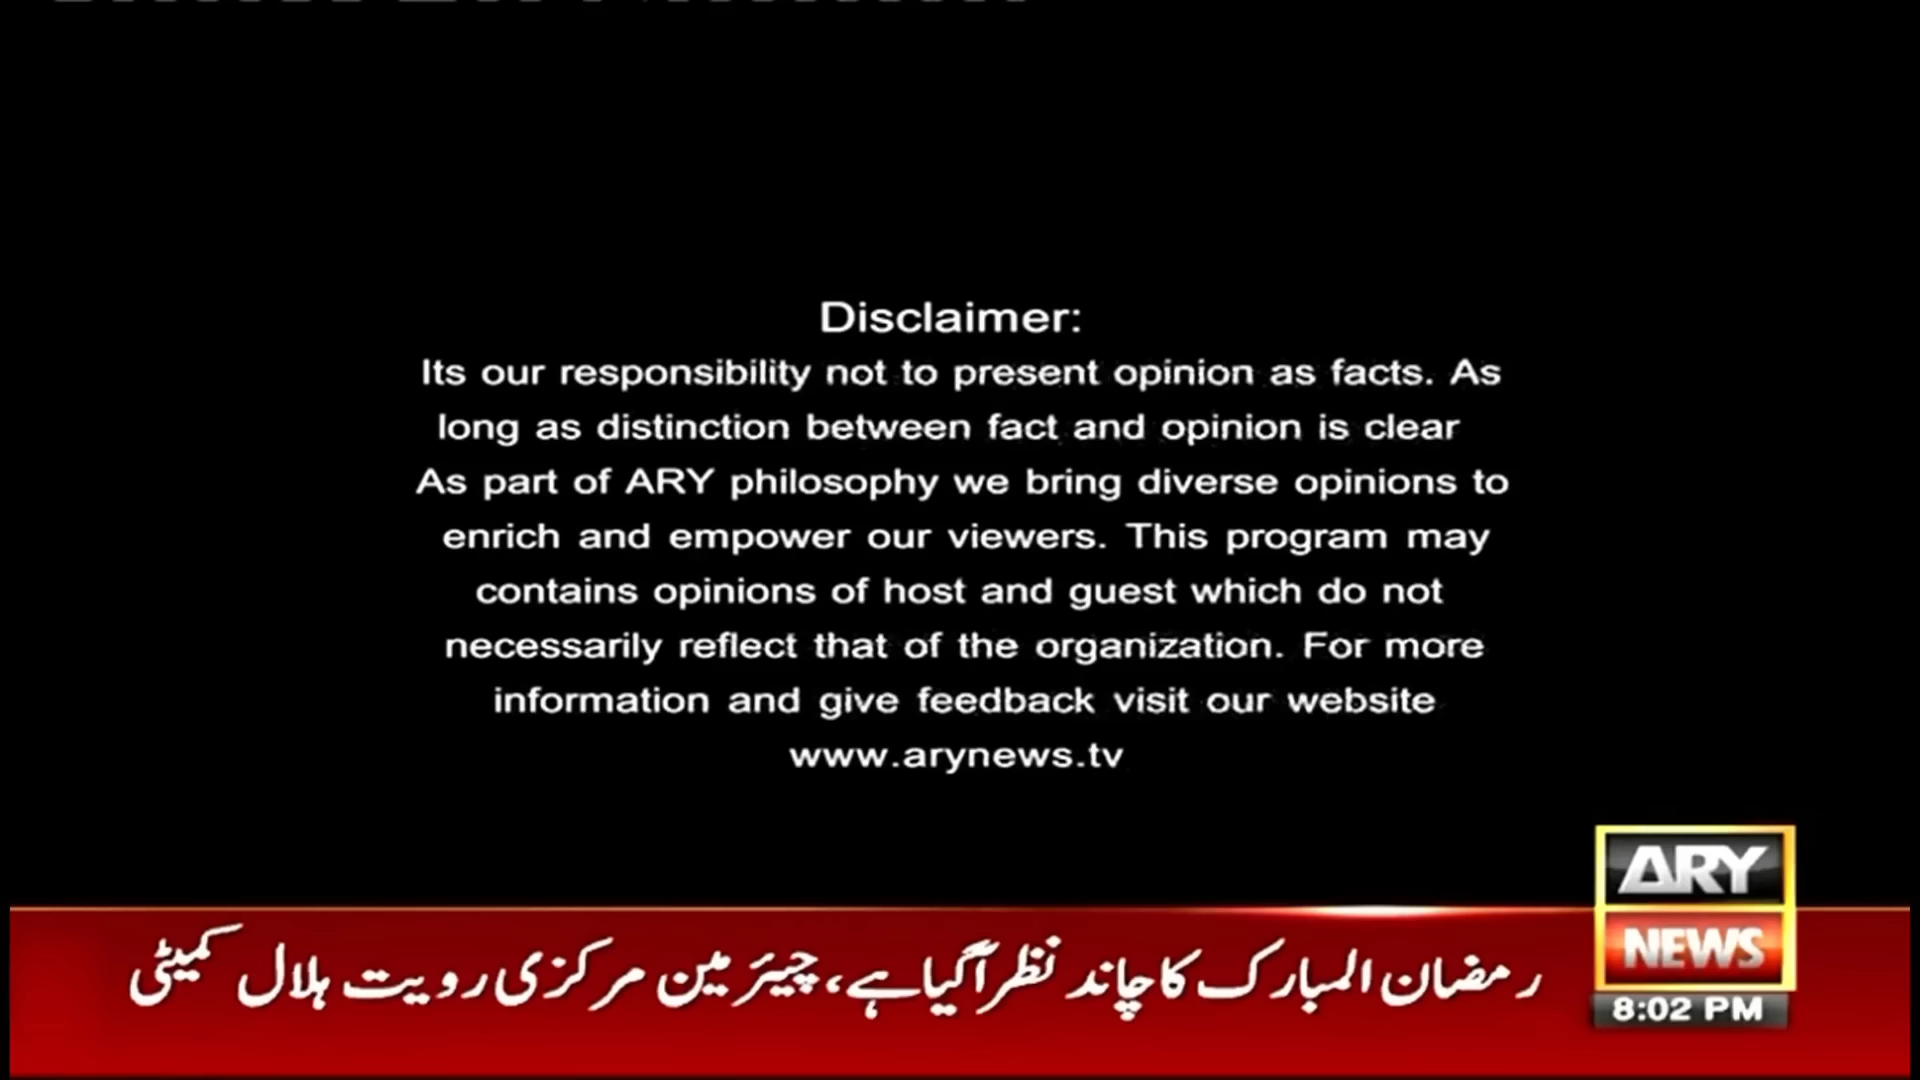 Disclaimer:
Its our responsibility not to present opinion as facts. As
long as distinction between fact and opinion is clear
As part of ARY philosophy we bring diverse opinions to
enrich and empower our viewers. This program may
contains opinions of host and guest which do not
necessarily reflect that of the organization. For more
information and give feedback visit our website
www.arynews.tv
ARY
NEWS
8:02 PM
رمضان المبارک کا چاند نظر آگیا ہے، چیئرمین مرکزی رویت ہلال کمیٹی